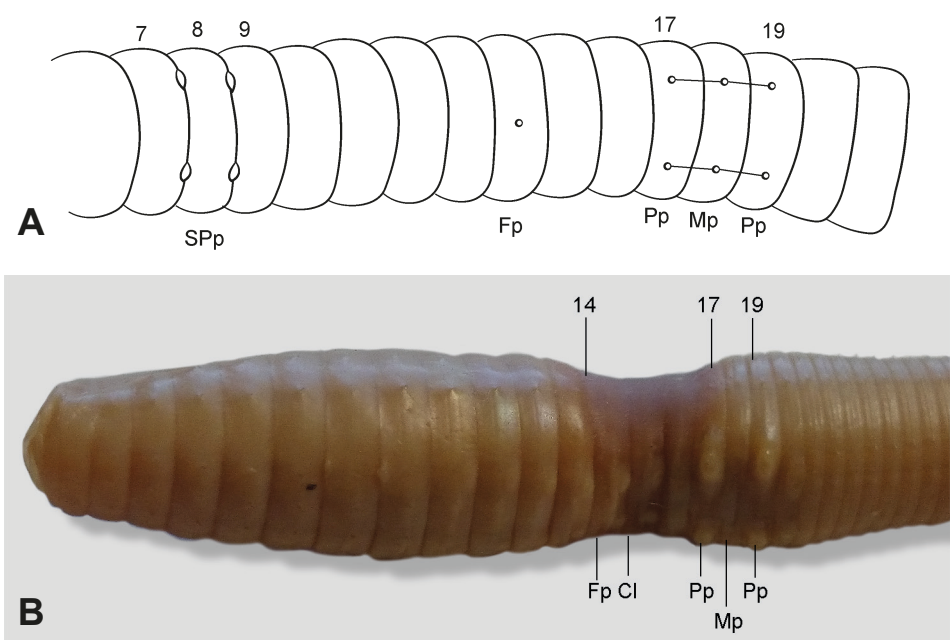 7 8 9 17 19
A
SPp Fp Pp Mp Pp
14 17 19
B
Fp Cl Pp Pp
Mp